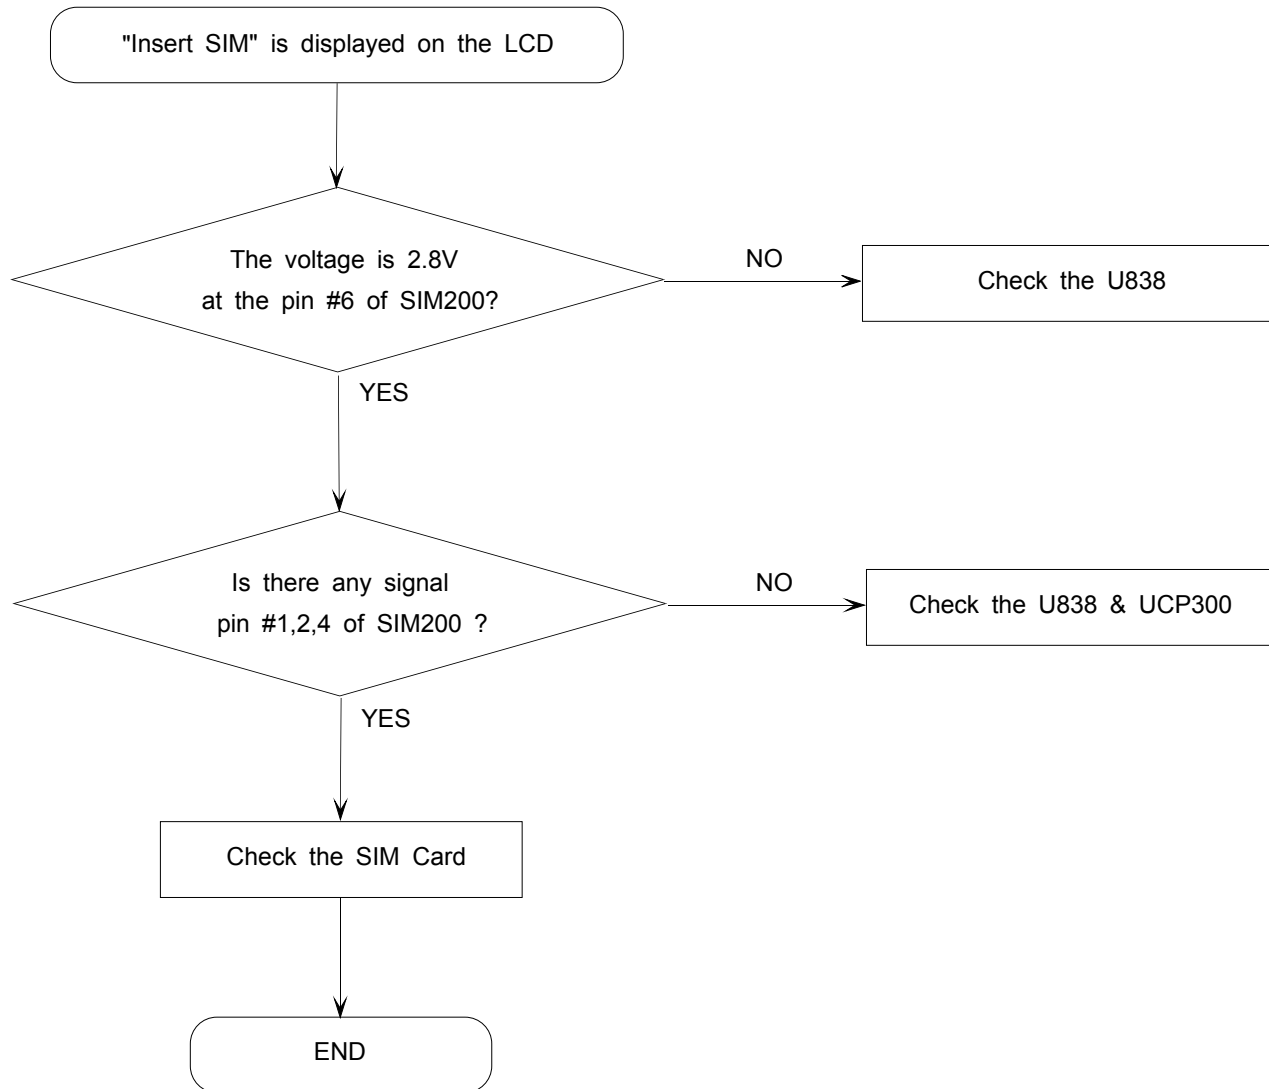 "Insert SIM" is displayed on the LCD
The voltage is 2.8V
at the pin #6 of SIM200?
NO
Check the U838
YES
Is there any signal
pin #1,2,4 of SIM200 ?
NO
Check the U838 & UCP300
YES
Check the SIM Card
END